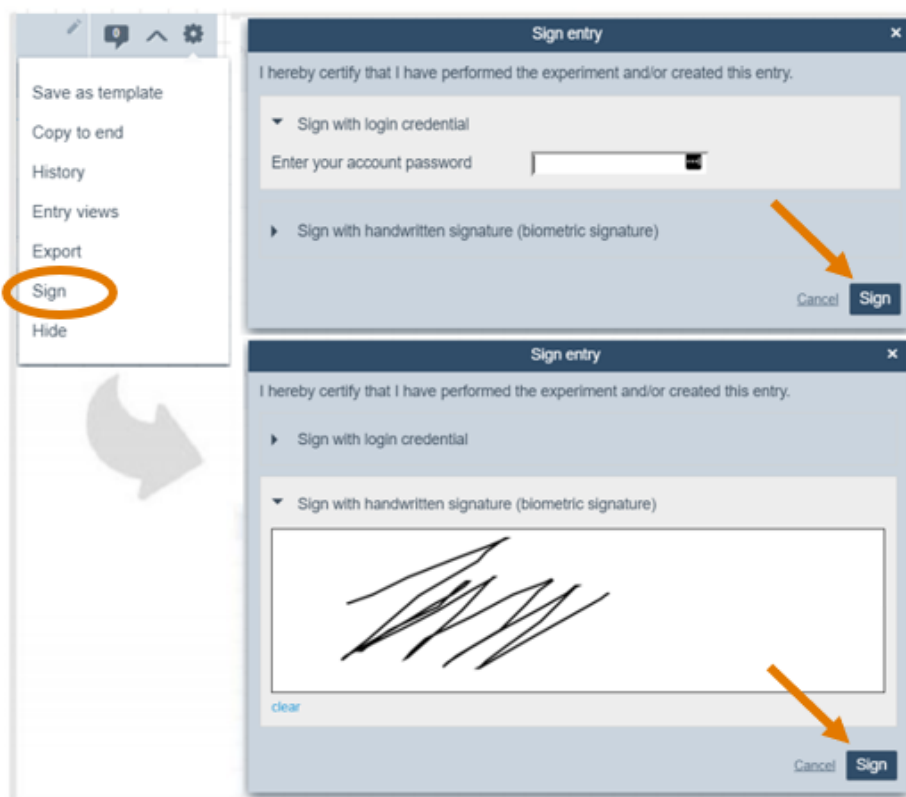 0
Save as template
Copy to end
History
Entry views
Export
Sign
Hide
Sign entry
I hereby certify that I have performed the experiment and/or created this entry.
Sign with login credential
Enter your account password
Sign with handwritten signature (biometric signature)
Cancel Sign
Sign entry
I hereby certify that I have performed the experiment and/or created this entry.
Sign with login credential
Sign with handwritten signature (biometric signature)
clear
Cancel Sign